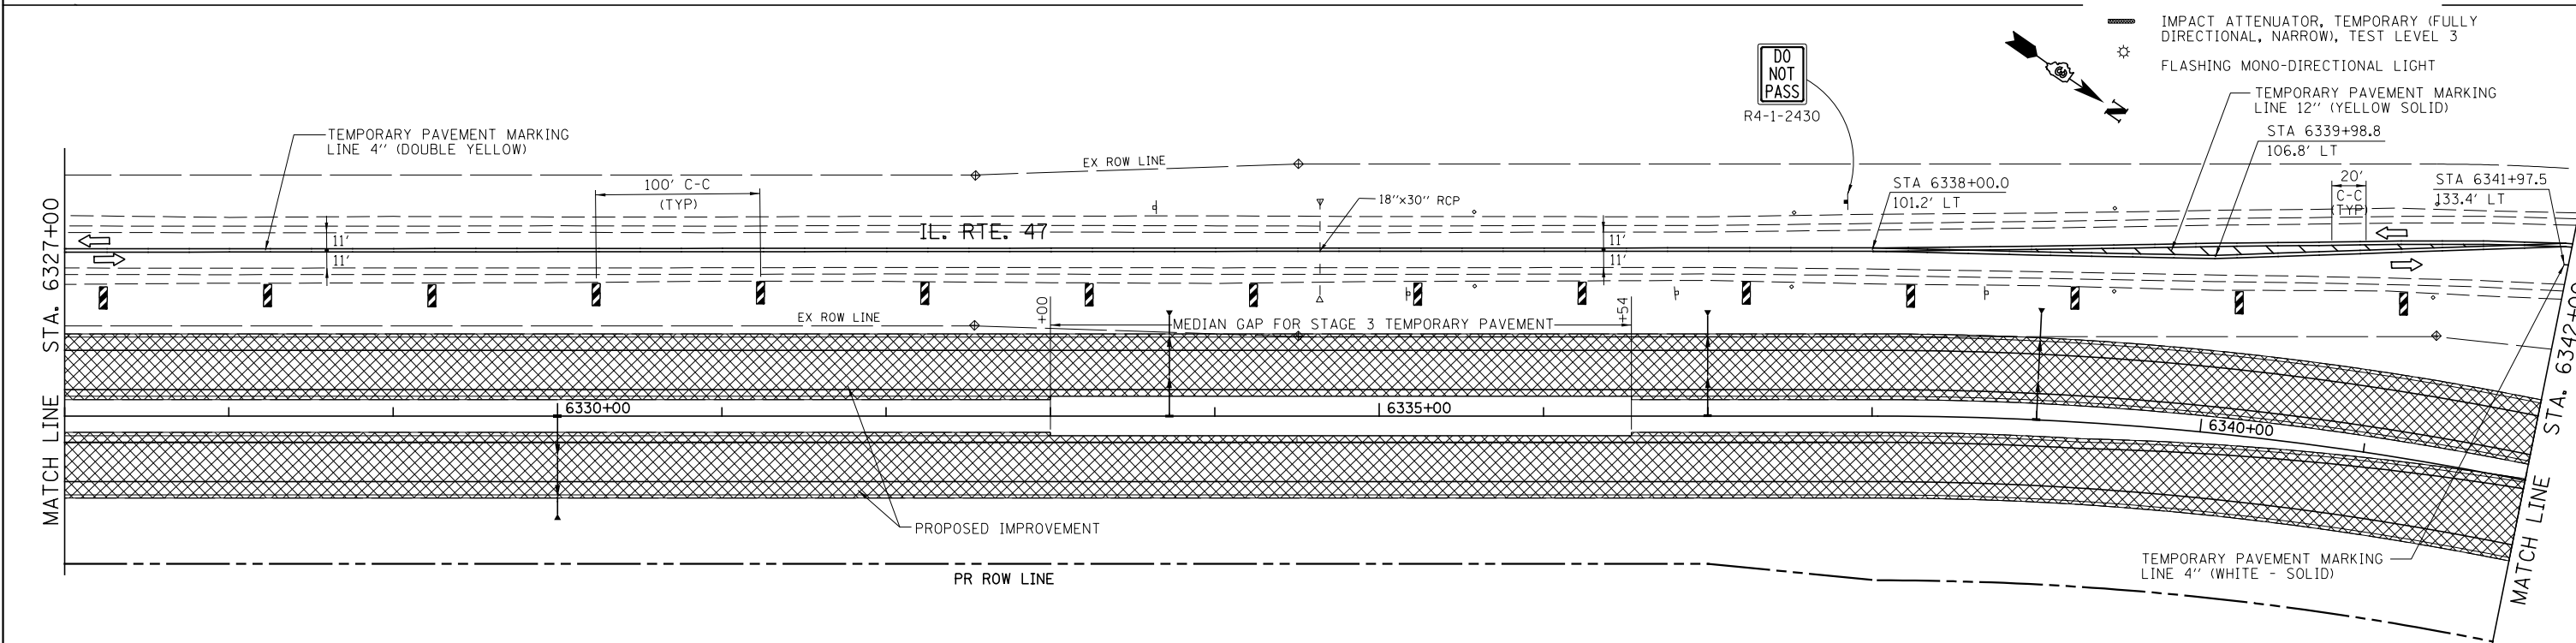 IMPACT ATTENUATOR, TEMPORARY (FULLY
DIRECTIONAL, NARROW), TEST LEVEL 3
FLASHING MONO-DIRECTIONAL LIGHT
DO
NOT
PASS
R4-1-2430
N
TEMPORARY PAVEMENT MARKING
LINE 12" (YELLOW SOLID)
STA 6339+98.8
106.8' LT
TEMPORARY PAVEMENT MARKING
LINE 4" (DOUBLE YELLOW)
EX ROW LINE
100' C-C
(TYP)
18"x30" RCP
STA 6338+00.0
101.2' LT
20'
C-C
(TYP)
STA 6341+97.5
133.4' LT
IL. RTE. 47
11'
11'
11'
11'
MATCH LINE STA. 6327+00
EX ROW LINE
+00
MEDIAN GAP FOR STAGE 3 TEMPORARY PAVEMENT
+54
6330+00
6335+00
6340+00
PROPOSED IMPROVEMENT
PR ROW LINE
TEMPORARY PAVEMENT MARKING
LINE 4" (WHITE - SOLID)
MATCH LINE STA. 6342+00